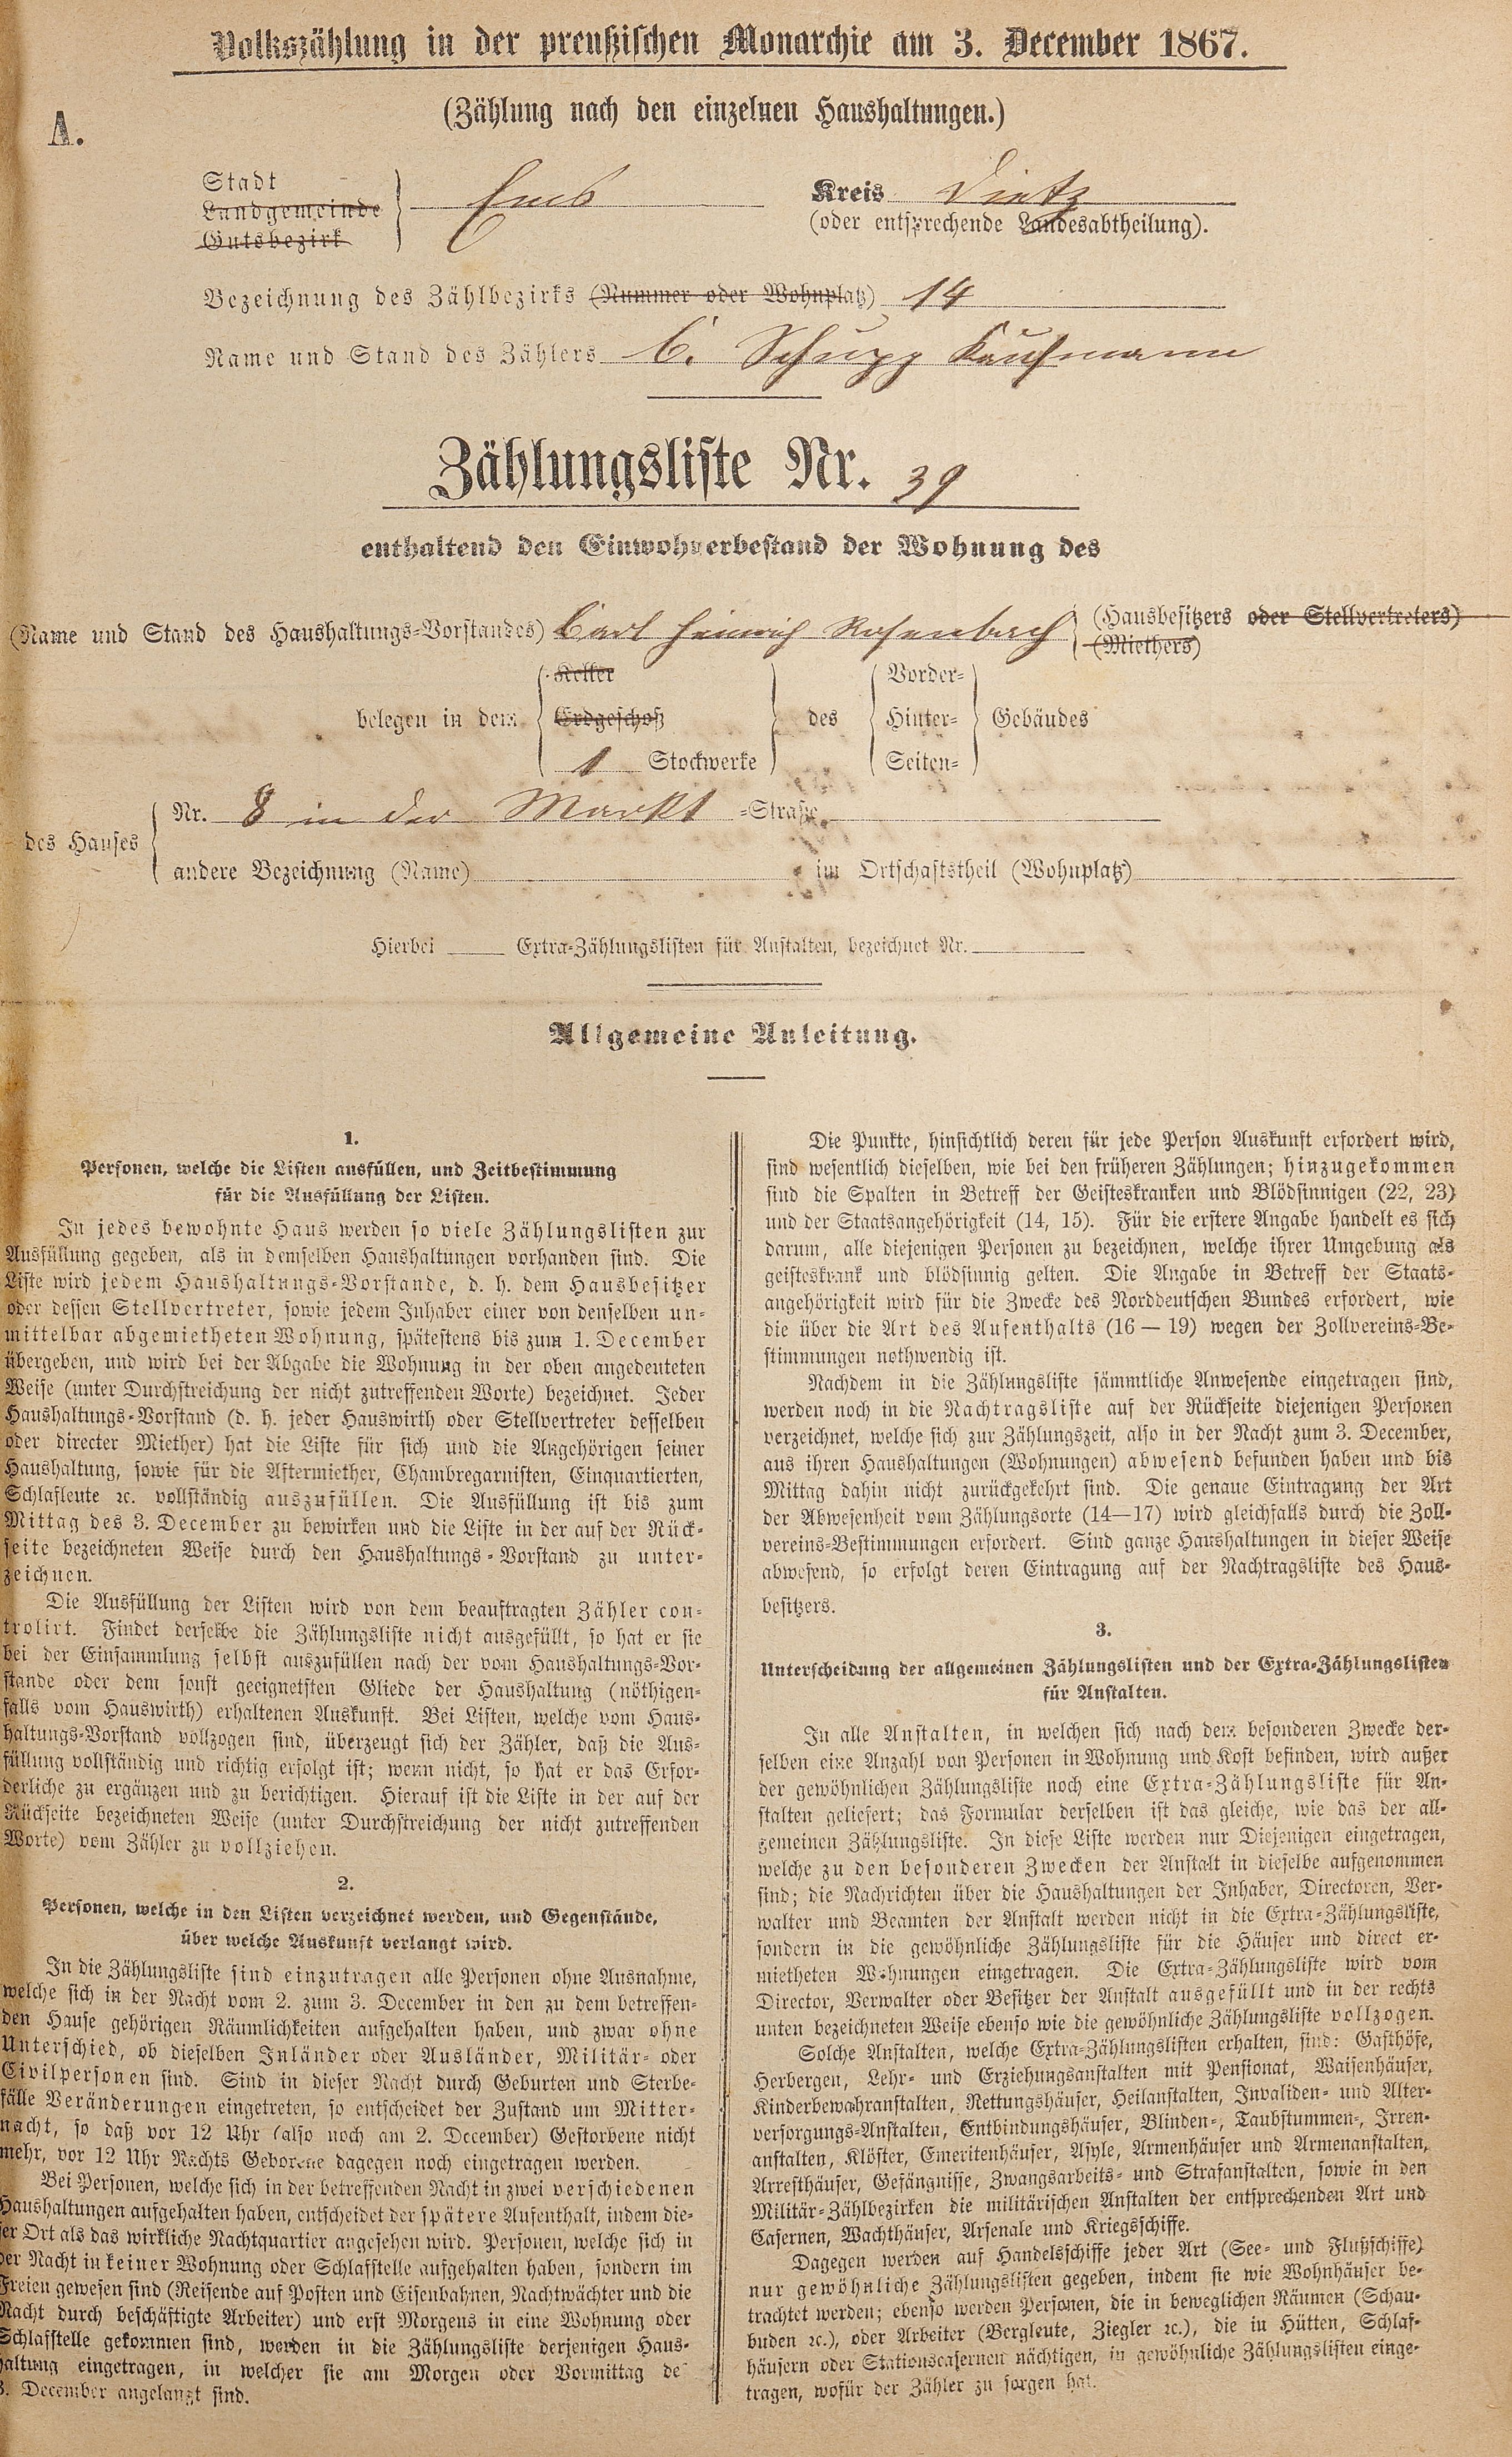 Volkszählung in der preußischen Monarchie am 3. December 1867.
(Zählung nach den einzelnen Haushaltungen.)
A.
Stadt
Landgemeinde
Gutsbezirk
Ems
Kreis Dietz
(oder entsprechende Landesabtheilung).
Bezeichnung des Zählbezirks (Nummer oder Wohnplatz) 14
Name und Stand des Zählers C. Schupp Kaufmann
Zählungsliste Nr. 39
enthaltend den Einwohnerbestand der Wohnung des
(Name und Stand des Haushaltungs-Vorstandes) Carl Heinrich Rosenbach (Hausbesitzers oder Stellvertreters)
(Miethers)
belegen in dem
Keller
Erdgeschoß
1 Stockwerke
des
Vorder-
Hinter-
Seiten-
Gebäudes
des Hauses
Nr. 8 in der Markt -Straße
andere Bezeichnung (Name) im Ortschaftstheil (Wohnplatz)
Hierbei Extra-Zählungslisten für Anstalten, bezeichnet Nr.
Allgemeine Anleitung.
1.
Personen, welche die Listen ausfüllen, und Zeitbestimmung
für die Ausfüllung der Listen.
In jedes bewohnte Haus werden so viele Zählungslisten zur
Ausfüllung gegeben, als in demselben Haushaltungen vorhanden sind. Die
Liste wird jedem Haushaltungs-Vorstande, d. h. dem Hausbesitzer
oder dessen Stellvertreter, sowie jedem Inhaber einer von denselben un-
mittelbar abgemietheten Wohnung, spätestens bis zum 1. December
übergeben, und wird bei der Abgabe die Wohnung in der oben angedeuteten
Weise (unter Durchstreichung der nicht zutreffenden Worte) bezeichnet. Jeder
Haushaltungs-Vorstand (d. h. jeder Hauswirth oder Stellvertreter desselben
oder directer Miether) hat die Liste für sich und die Angehörigen seiner
Haushaltung, sowie für die Aftermiether, Chambregarnisten, Einquartierten,
Schlafleute ꝛc. vollständig auszufüllen. Die Ausfüllung ist bis zum
Mittag des 3. December zu bewirken und die Liste in der auf der Rück-
seite bezeichneten Weise durch den Haushaltungs-Vorstand zu unter-
zeichnen.
Die Ausfüllung der Listen wird von dem beauftragten Zähler con-
trolirt. Findet derselbe die Zählungsliste nicht ausgefüllt, so hat er sie
bei der Einsammlung selbst auszufüllen nach der vom Haushaltungs-Vor-
stande oder dem sonst geeignetsten Gliede der Haushaltung (nöthigen-
falls vom Hauswirth) erhaltenen Auskunft. Bei Listen, welche vom Haus-
haltungs-Vorstand vollzogen sind, überzeugt sich der Zähler, daß die Aus-
füllung vollständig und richtig erfolgt ist; wenn nicht, so hat er das Erfor-
derliche zu ergänzen und zu berichtigen. Hierauf ist die Liste in der auf der
Rückseite bezeichneten Weise (unter Durchstreichung der nicht zutreffenden
Worte) vom Zähler zu vollziehen.
2.
Personen, welche in den Listen verzeichnet werden, und Gegenstände,
über welche Auskunft verlangt wird.
In die Zählungsliste sind einzutragen alle Personen ohne Ausnahme,
welche sich in der Nacht vom 2. zum 3. December in den zu dem betreffen-
den Hause gehörigen Räumlichkeiten aufgehalten haben, und zwar ohne
Unterschied, ob dieselben Inländer oder Ausländer, Militär- oder
Civilpersonen sind. Sind in dieser Nacht durch Geburten und Sterbe-
fälle Veränderungen eingetreten, so entscheidet der Zustand um Mitter-
nacht, so daß vor 12 Uhr (also noch am 2. December) Gestorbene nicht
mehr, vor 12 Uhr Nachts Geborene dagegen noch eingetragen werden.
Bei Personen, welche sich in der betreffenden Nacht in zwei verschiedenen
Haushaltungen aufgehalten haben, entscheidet der spätere Aufenthalt, indem die-
ser Ort als das wirkliche Nachtquartier angesehen wird. Personen, welche sich in
der Nacht in keiner Wohnung oder Schlafstelle aufgehalten haben, sondern im
Freien gewesen sind (Reisende auf Posten und Eisenbahnen, Nachtwächter und die
Nacht durch beschäftigte Arbeiter) und erst Morgens in eine Wohnung oder
Schlafstelle gekommen sind, werden in die Zählungsliste derjenigen Haus-
haltung eingetragen, in welcher sie am Morgen oder Vormittag de
3. December angelangt sind.
Die Punkte, hinsichtlich deren für jede Person Auskunft erfordert wird,
sind wesentlich dieselben, wie bei den früheren Zählungen; hinzugekommen
sind die Spalten in Betreff der Geisteskranken und Blödsinnigen (22, 23)
und der Staatsangehörigkeit (14, 15). Für die erstere Angabe handelt es sich
darum, alle diejenigen Personen zu bezeichnen, welche ihrer Umgebung als
geisteskrank und blödsinnig gelten. Die Angabe in Betreff der Staats-
angehörigkeit wird für die Zwecke des Norddeutschen Bundes erfordert, wie
die über die Art des Aufenthalts (16 — 19) wegen der Zollvereins-Be-
stimmungen nothwendig ist.
Nachdem in die Zählungsliste sämmtliche Anwesende eingetragen sind,
werden noch in die Nachtragsliste auf der Rückseite diejenigen Personen
verzeichnet, welche sich zur Zählungszeit, also in der Nacht zum 3. December,
aus ihren Haushaltungen (Wohnungen) abwesend befunden haben und bis
Mittag dahin nicht zurückgekehrt sind. Die genaue Eintragung der Art
der Abwesenheit vom Zählungsorte (14—17) wird gleichfalls durch die Zoll-
vereins-Bestimmungen erfordert. Sind ganze Haushaltungen in dieser Weise
abwesend, so erfolgt deren Eintragung auf der Nachtragsliste des Haus-
besitzers.
3.
Unterscheidung der allgemeinen Zählungslisten und der Extra-Zählungslisten
für Anstalten.
In alle Anstalten, in welchen sich nach dem besonderen Zwecke der-
selben eine Anzahl von Personen in Wohnung und Kost befinden, wird außer
der gewöhnlichen Zählungsliste noch eine Extra-Zählungsliste für An-
stalten geliefert; das Formular derselben ist das gleiche, wie das der all-
gemeinen Zählungsliste. In diese Liste werden nur Diejenigen eingetragen,
welche zu den besonderen Zwecken der Anstalt in dieselbe aufgenommen
sind; die Nachrichten über die Haushaltungen der Inhaber, Directoren, Ver-
walter und Beamten der Anstalt werden nicht in die Extra-Zählungsliste,
sondern in die gewöhnliche Zählungsliste für die Häuser und direct er-
mietheten Wohnungen eingetragen. Die Extra-Zählungsliste wird vom
Director, Verwalter oder Besitzer der Anstalt ausgefüllt und in der rechts
unten bezeichneten Weise ebenso wie die gewöhnliche Zählungsliste vollzogen.
Solche Anstalten, welche Extra-Zählungslisten erhalten, sind: Gasthöfe,
Herbergen, Lehr- und Erziehungsanstalten mit Pensionat, Waisenhäuser,
Kinderbewahranstalten, Rettungshäuser, Heilanstalten, Invaliden- und Alter-
versorgungs-Anstalten, Entbindungshäuser, Blinden-, Taubstummen-, Irren-
anstalten, Klöster, Emeritenhäuser, Asyle, Armenhäuser und Armenanstalten,
Arresthäuser, Gefängnisse, Zwangsarbeits- und Strafanstalten, sowie in den
Militär-Zählbezirken die militärischen Anstalten der entsprechenden Art und
Casernen, Wachthäuser, Arsenale und Kriegsschiffe.
Dagegen werden auf Handelsschiffe jeder Art (See- und Flußschiffe)
nur gewöhnliche Zählungslisten gegeben, indem sie wie Wohnhäuser be-
trachtet werden; ebenso werden Personen, die in beweglichen Räumen (Schau-
buden ꝛc.), oder Arbeiter (Bergleute, Ziegler ꝛc.), die in Hütten, Schlaf-
häusern oder Stationscasernen nächtigen, in gewöhnliche Zählungslisten einge-
tragen, wofür der Zähler zu sorgen hat.